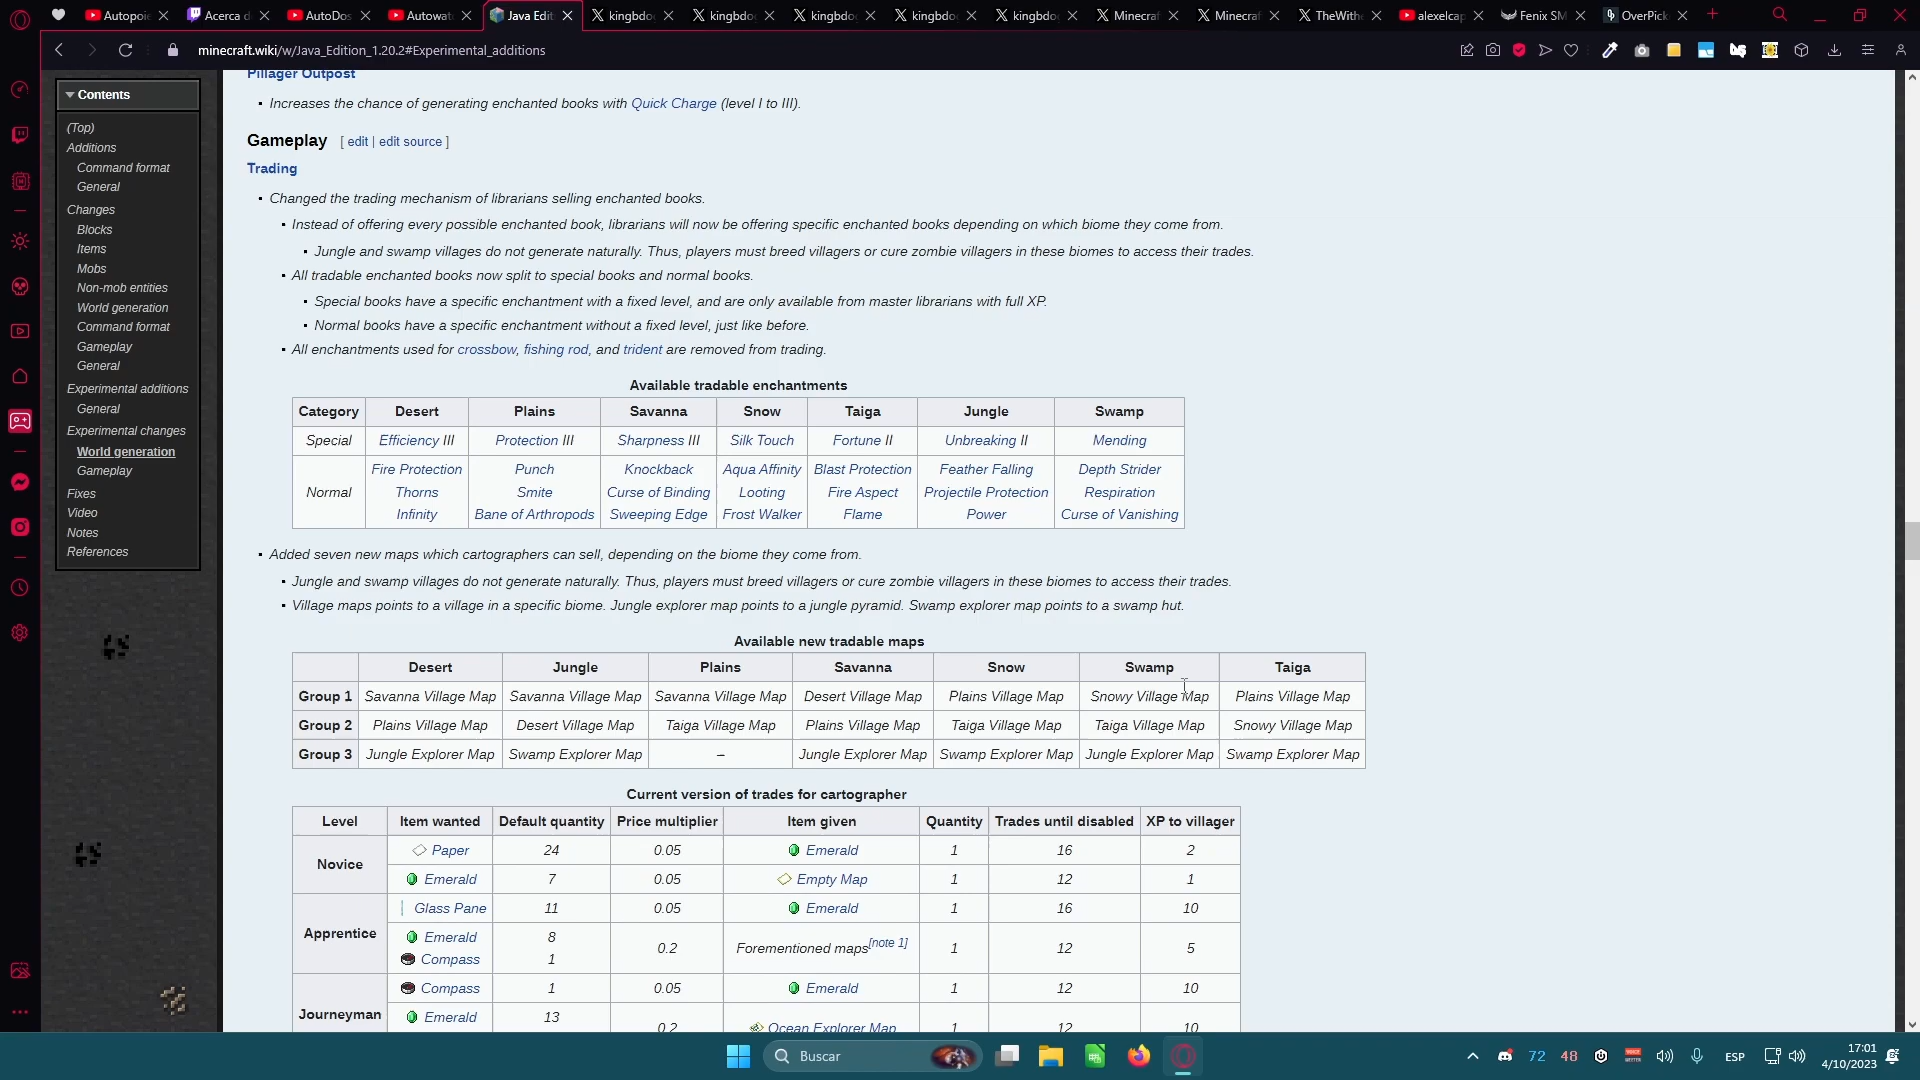 Autopoie
Acerca d
AutoDos
Autowat
Java Edit
kingbdo
kingbdo
kingbdo
kingbdo
kingbdo
Minecraf
Minecraf
TheWith
alexelcap
Fenix SM
OverPick
minecraft.wiki/w/Java_Edition_1.20.2#Experimental_additions
Contents
(Top)
Additions
Command format
General
Changes
Blocks
Items
Mobs
Non-mob entities
World generation
Command format
Gameplay
General
Experimental additions
General
Experimental changes
World generation
Gameplay
Fixes
Video
Notes
References
Pillager Outpost
Increases the chance of generating enchanted books with Quick Charge (level I to III).
Gameplay [ edit | edit source ]
Trading
Changed the trading mechanism of librarians selling enchanted books.
Instead of offering every possible enchanted book, librarians will now be offering specific enchanted books depending on which biome they come from.
Jungle and swamp villages do not generate naturally. Thus, players must breed villagers or cure zombie villagers in these biomes to access their trades.
All tradable enchanted books now split to special books and normal books.
Special books have a specific enchantment with a fixed level, and are only available from master librarians with full XP.
Normal books have a specific enchantment without a fixed level, just like before.
All enchantments used for crossbow, fishing rod, and trident are removed from trading.
Available tradable enchantments
Category Desert Plains Savanna Snow Taiga Jungle Swamp
Special Efficiency III Protection III Sharpness III Silk Touch Fortune II Unbreaking II Mending
Fire Protection Punch Knockback Aqua Affinity Blast Protection Feather Falling Depth Strider
Normal Thorns Smite Curse of Binding Looting Fire Aspect Projectile Protection Respiration
Infinity Bane of Arthropods Sweeping Edge Frost Walker Flame Power Curse of Vanishing
Added seven new maps which cartographers can sell, depending on the biome they come from.
Jungle and swamp villages do not generate naturally. Thus, players must breed villagers or cure zombie villagers in these biomes to access their trades.
Village maps points to a village in a specific biome. Jungle explorer map points to a jungle pyramid. Swamp explorer map points to a swamp hut.
Available new tradable maps
Desert Jungle Plains Savanna Snow Swamp Taiga
Group 1 Savanna Village Map Savanna Village Map Savanna Village Map Desert Village Map Plains Village Map Snowy Village Map Plains Village Map
Group 2 Plains Village Map Desert Village Map Taiga Village Map Plains Village Map Taiga Village Map Taiga Village Map Snowy Village Map
Group 3 Jungle Explorer Map Swamp Explorer Map – Jungle Explorer Map Swamp Explorer Map Jungle Explorer Map Swamp Explorer Map
Current version of trades for cartographer
Level Item wanted Default quantity Price multiplier Item given Quantity Trades until disabled XP to villager
Novice Paper 24 0.05 Emerald 1 16 2
Emerald 7 0.05 Empty Map 1 12 1
Apprentice Glass Pane 11 0.05 Emerald 1 16 10
Emerald 8 0.2 Forementioned maps[note 1] 1 12 5
Compass 1
Journeyman Compass 1 0.05 Emerald 1 12 10
Emerald 13 0.2 Ocean Explorer Map 1 12 10
Buscar
72 48
ESP
17:01
4/10/2023